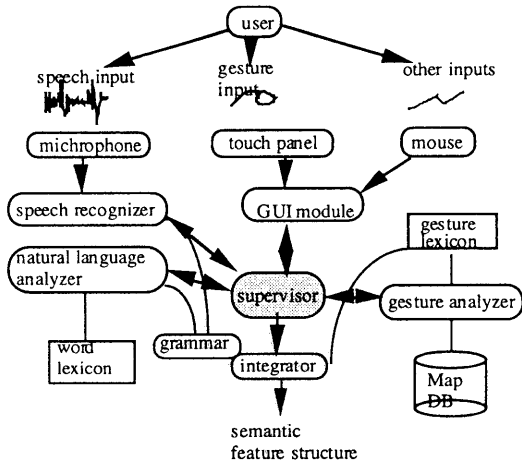 user
speech input
gesture
input
other inputs
michrophone
touch panel
mouse
speech recognizer
GUI module
gesture
lexicon
natural language
analyzer
supervisor
gesture analyzer
word
lexicon
grammar
integrator
Map
DB
semantic
feature structure